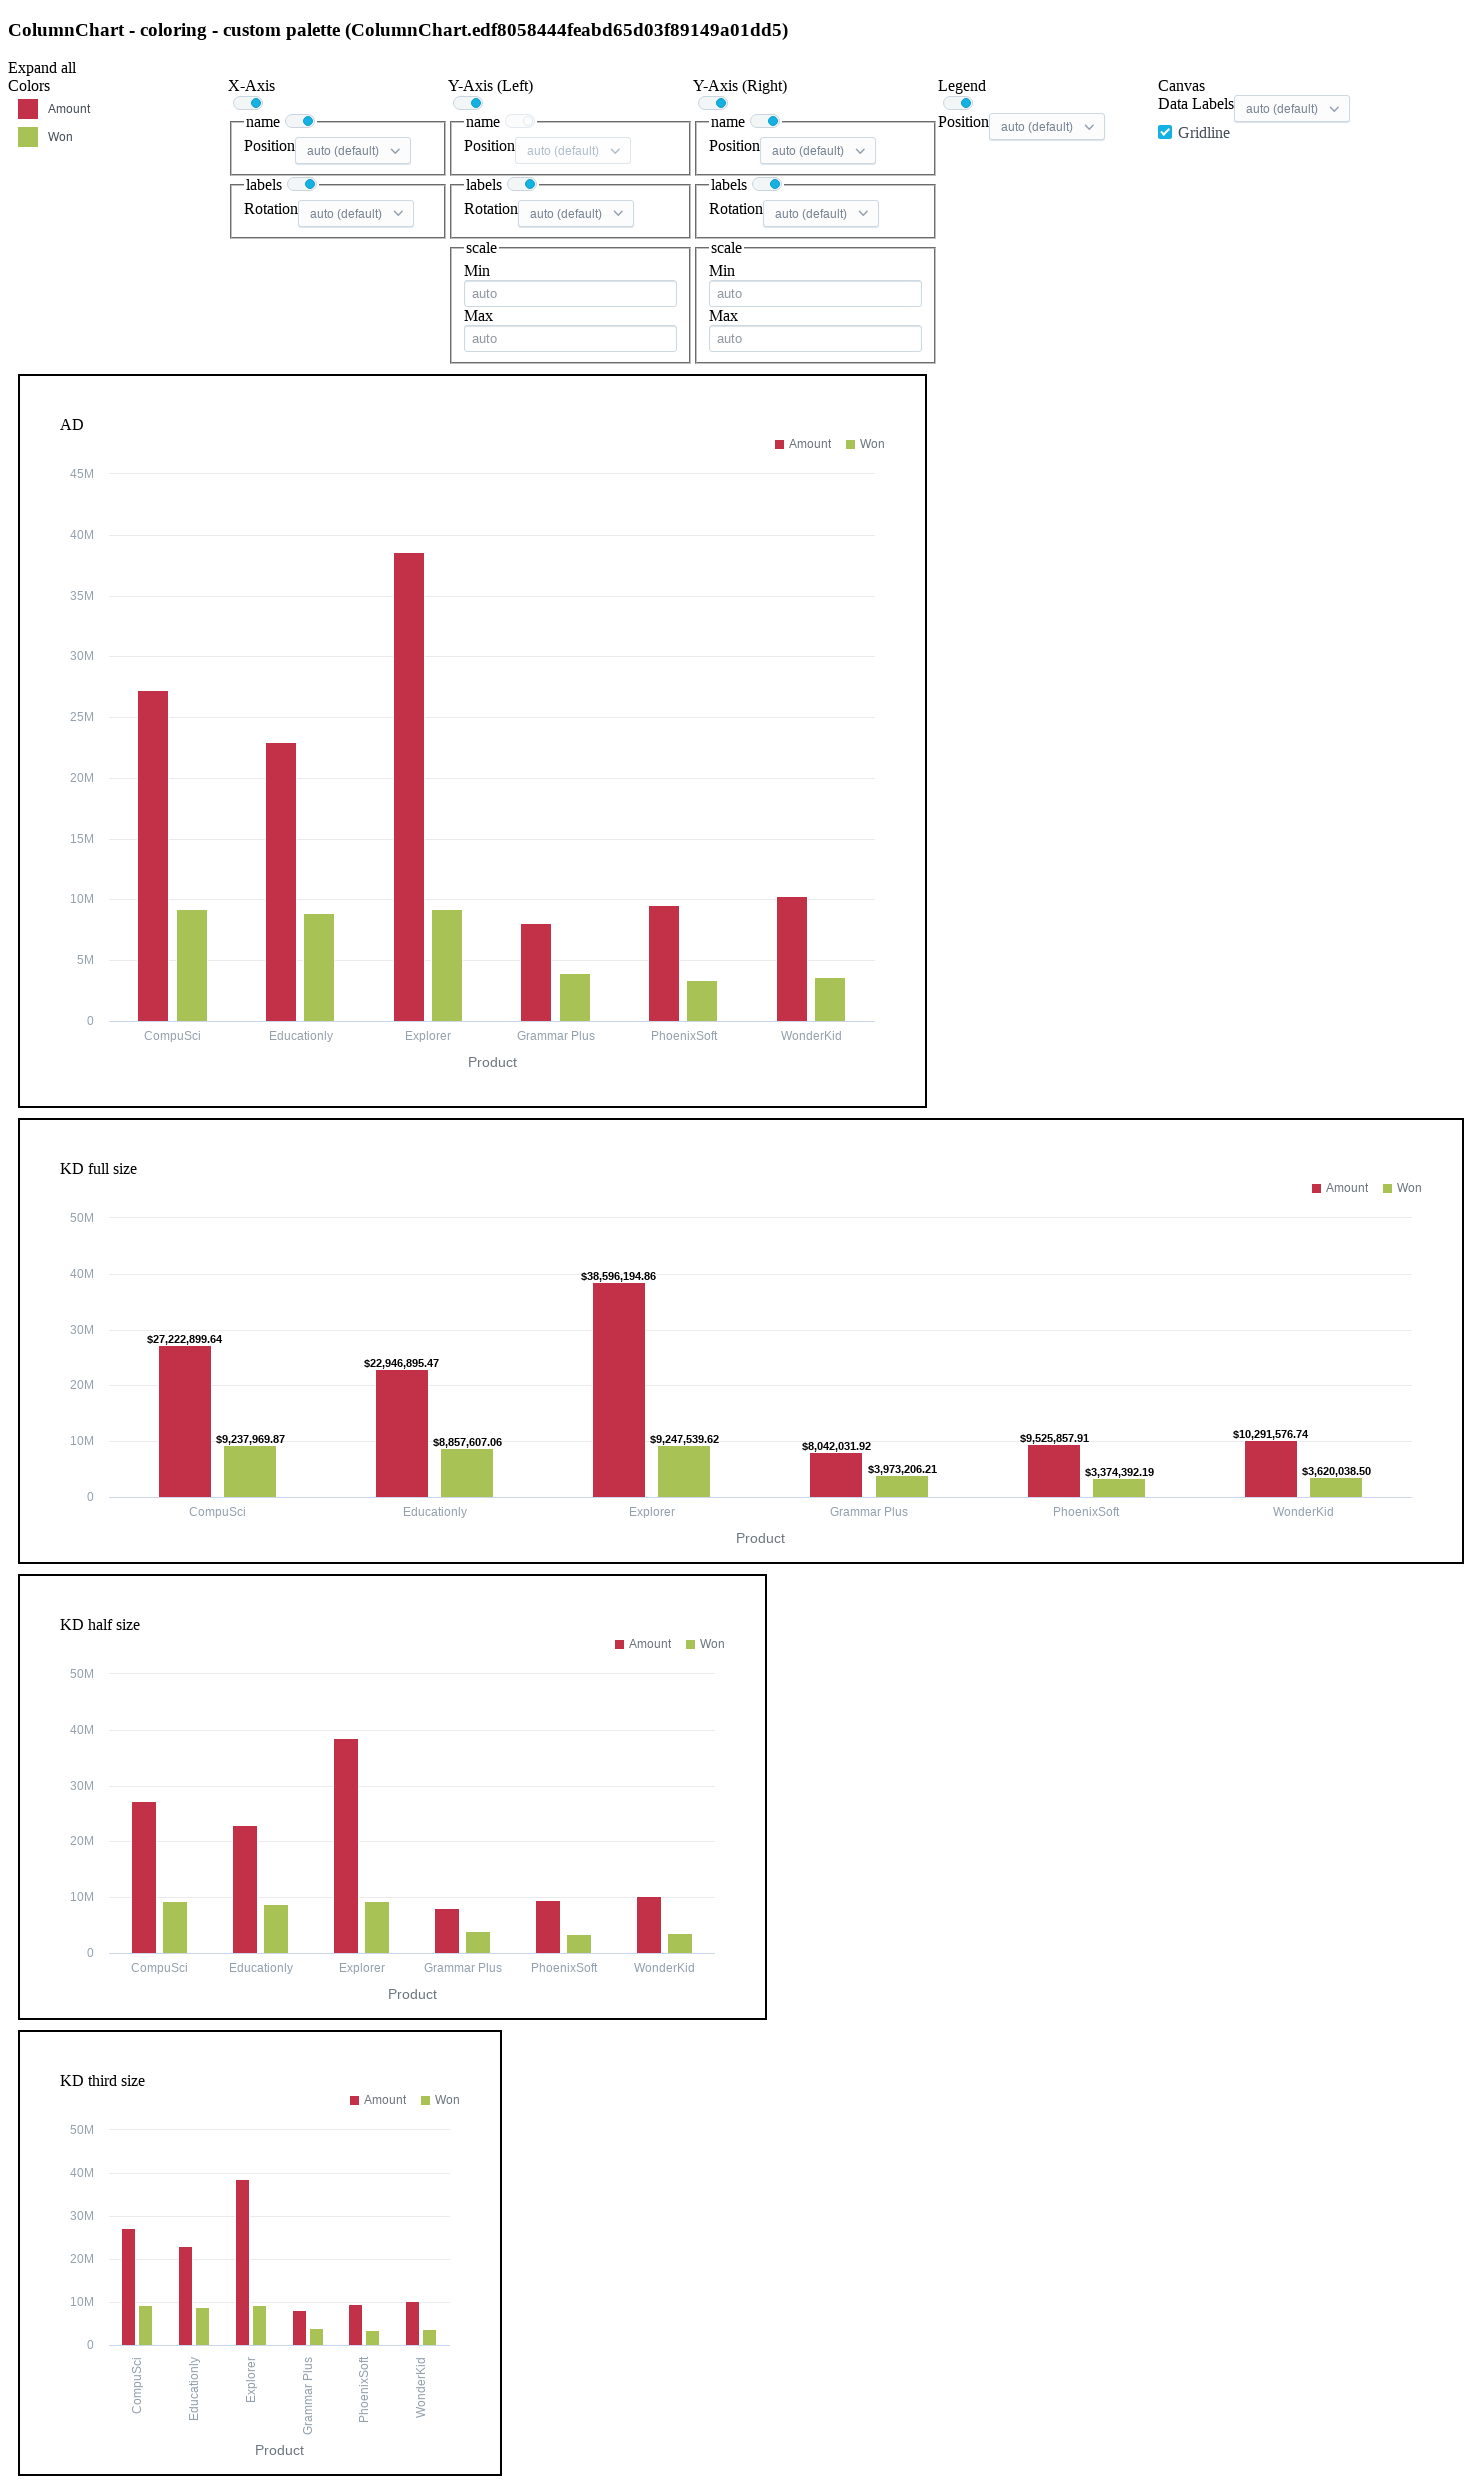 ColumnChart - coloring - custom palette (ColumnChart.edf8058444feabd65d03f89149a01dd5)
Expand all
Colors
Amount
Won
X-Axis
name
Position auto (default)
labels
Rotation auto (default)
Y-Axis (Left)
name
Position auto (default)
labels
Rotation auto (default)
scale
Min
auto
Max
auto
Y-Axis (Right)
name
Position auto (default)
labels
Rotation auto (default)
scale
Min
auto
Max
auto
Legend
Position auto (default)
Canvas
Data Labels auto (default)
Gridline
AD
Amount Won
45M
40M
35M
30M
25M
20M
15M
10M
5M
0
CompuSci Educationly Explorer Grammar Plus PhoenixSoft WonderKid
Product
KD full size
Amount Won
50M
40M
30M
20M
10M
0
$27,222,899.64
$9,237,969.87
$22,946,895.47
$8,857,607.06
$38,596,194.86
$9,247,539.62
$8,042,031.92
$3,973,206.21
$9,525,857.91
$3,374,392.19
$10,291,576.74
$3,620,038.50
CompuSci Educationly Explorer Grammar Plus PhoenixSoft WonderKid
Product
KD half size
Amount Won
50M
40M
30M
20M
10M
0
CompuSci Educationly Explorer Grammar Plus PhoenixSoft WonderKid
Product
KD third size
Amount Won
50M
40M
30M
20M
10M
0
CompuSci
Educationly
Explorer
Grammar Plus
PhoenixSoft
WonderKid
Product